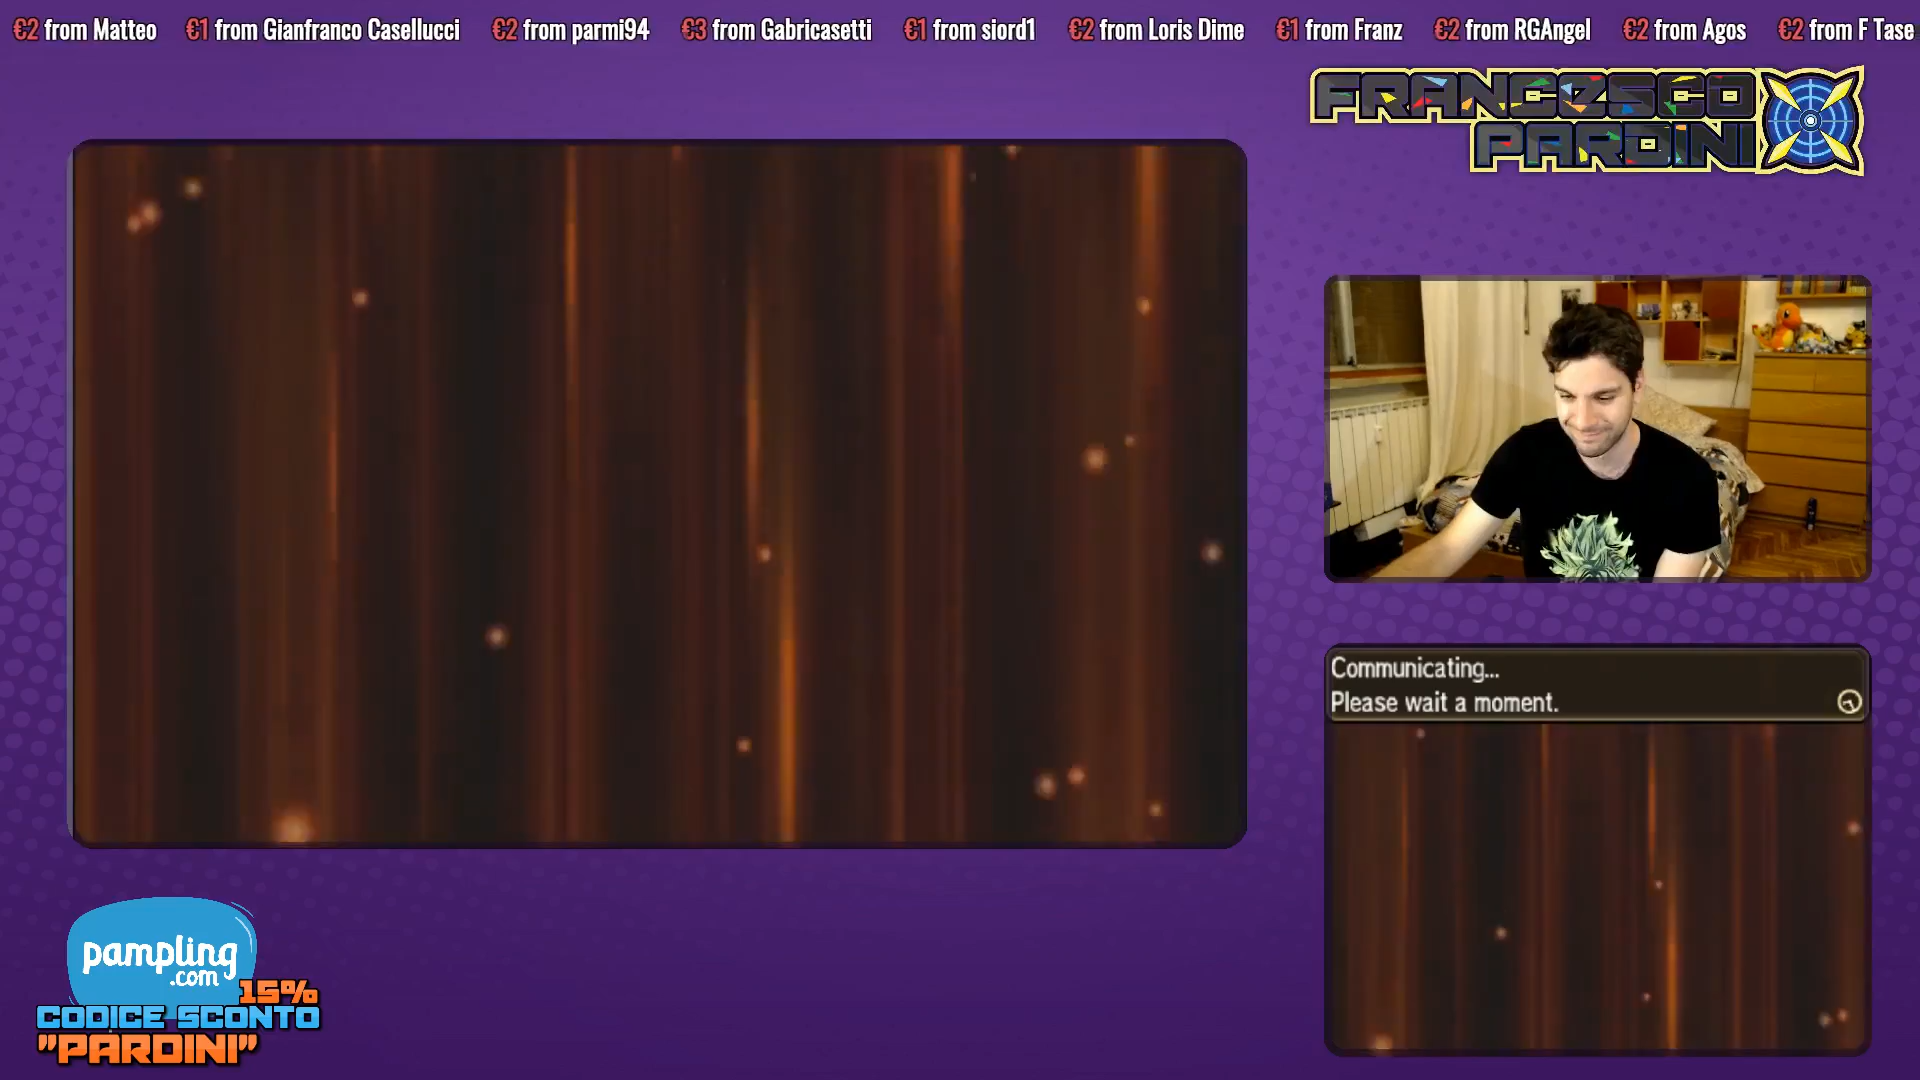 €2 from Matteo €1 from Gianfranco Casellucci €2 from parmi94 €3 from Gabricasetti €1 from siord1 €2 from Loris Dime €1 from Franz €2 from RGAngel €2 from Agos €2 from F Tase
FRANCESCO
PARDINI
Communicating...
Please wait a moment.
pampling
.com
15%
CODICE SCONTO
"PARDINI"